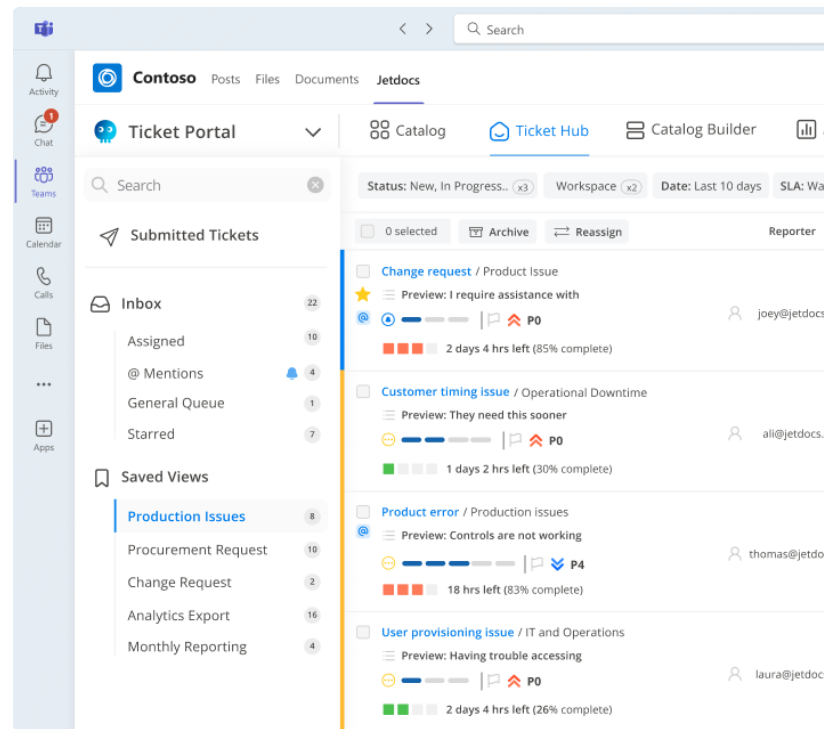 Search
Activity
1
Chat
Teams
Calendar
Calls
Files
Apps
Contoso Posts Files Documents Jetdocs
Ticket Portal
Catalog Ticket Hub Catalog Builder
Search
Submitted Tickets
Inbox 22
Assigned 10
@ Mentions 4
General Queue 1
Starred 7
Saved Views
Production Issues 8
Procurement Request 10
Change Request 2
Analytics Export 16
Monthly Reporting 4
Status: New, In Progress.. x3 Workspace x2 Date: Last 10 days SLA: Wa
0 selected Archive Reassign Reporter
Change request / Product Issue
Preview: I require assistance with
@ P0
2 days 4 hrs left (85% complete)
joey@jetdocs
Customer timing issue / Operational Downtime
Preview: They need this sooner
P0
1 days 2 hrs left (30% complete)
ali@jetdocs.
Product error / Production issues
@ Preview: Controls are not working
P4
18 hrs left (83% complete)
thomas@jetdo
User provisioning issue / IT and Operations
Preview: Having trouble accessing
P0
2 days 4 hrs left (26% complete)
laura@jetdoc